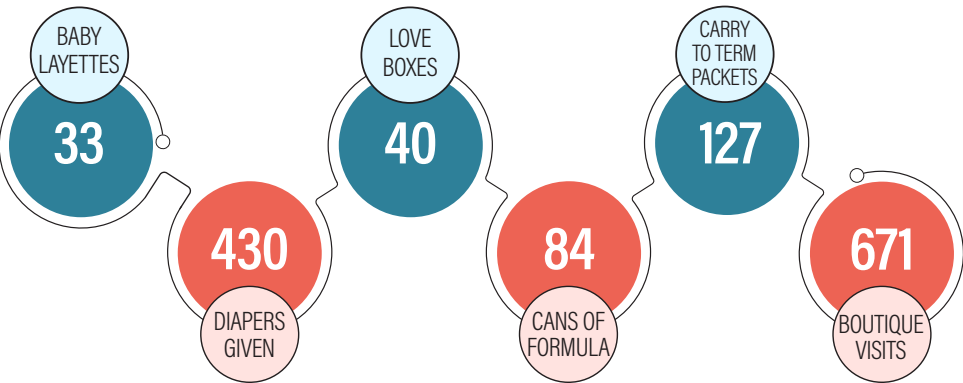 BABY
LAYETTES
33
430
DIAPERS
GIVEN
LOVE
BOXES
40
84
CANS OF
FORMULA
CARRY
TO TERM
PACKETS
127
671
BOUTIQUE
VISITS